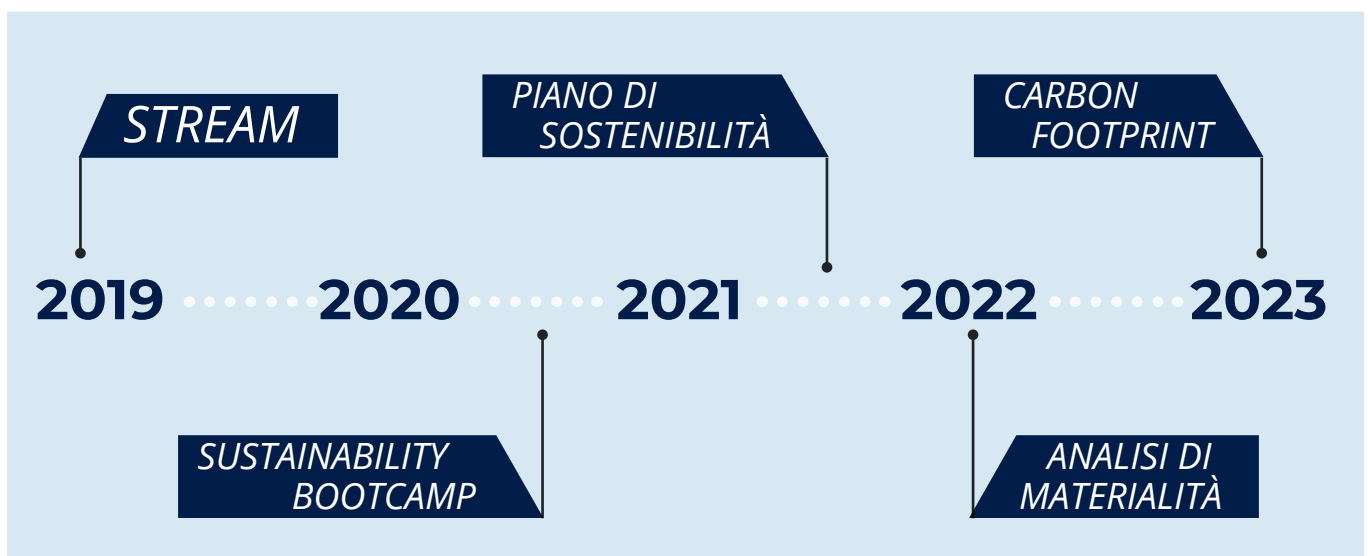 STREAM
PIANO DI
SOSTENIBILITÀ
CARBON
FOOTPRINT
2019
2020
2021
2022
2023
SUSTAINABILITY
BOOTCAMP
ANALISI DI
MATERIALITÀ